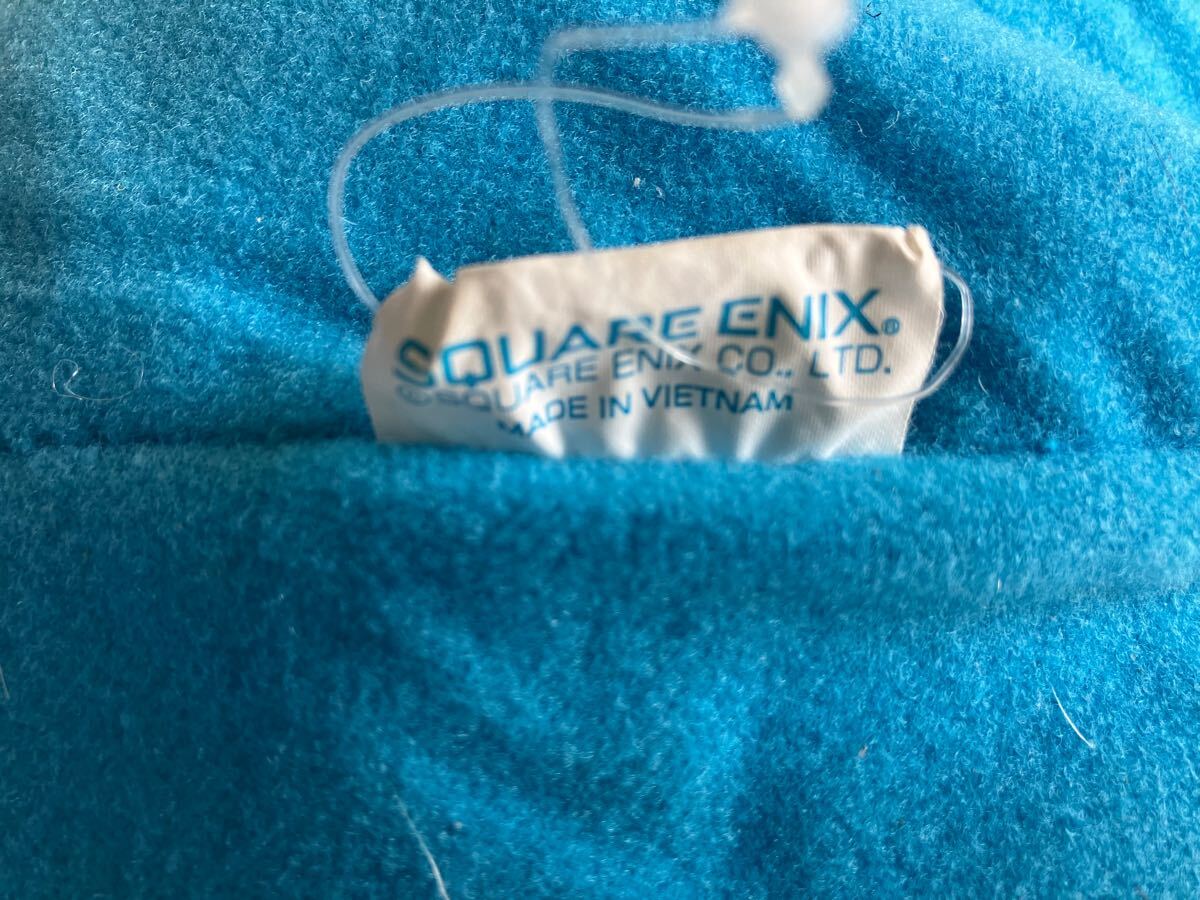 SQUARE ENIX®
©SQUARE ENIX CO., LTD.
MADE IN VIETNAM